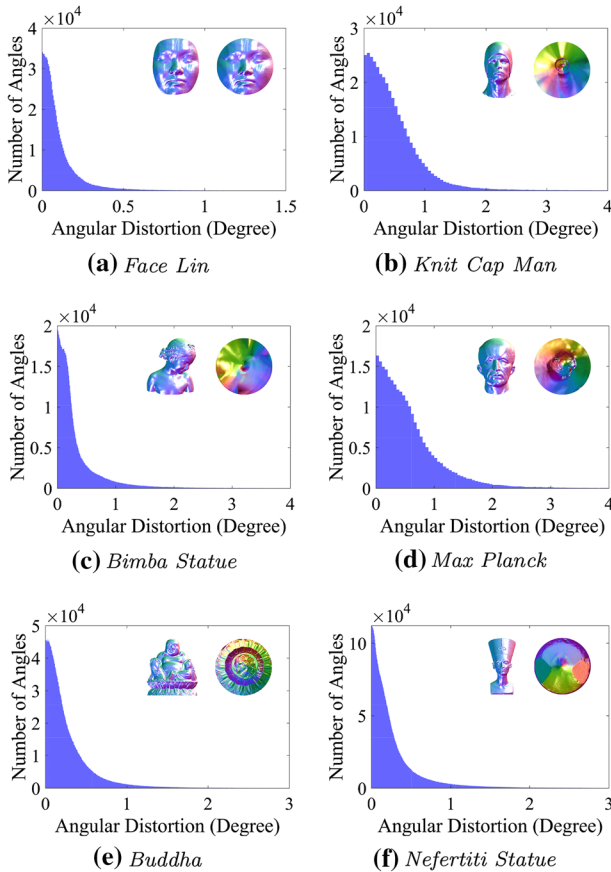 ×10^4
4
3
2
1
0
0 0.5 1 1.5
Number of Angles
Angular Distortion (Degree)
(a) Face Lin
×10^4
3
2
1
0
0 1 2 3 4
Number of Angles
Angular Distortion (Degree)
(b) Knit Cap Man
×10^4
2
1.5
1
0.5
0
0 1 2 3 4
Number of Angles
Angular Distortion (Degree)
(c) Bimba Statue
×10^4
2
1.5
1
0.5
0
0 1 2 3 4
Number of Angles
Angular Distortion (Degree)
(d) Max Planck
×10^4
5
4
3
2
1
0
0 1 2 3
Number of Angles
Angular Distortion (Degree)
(e) Buddha
×10^4
10
5
0
0 1 2 3
Number of Angles
Angular Distortion (Degree)
(f) Nefertiti Statue